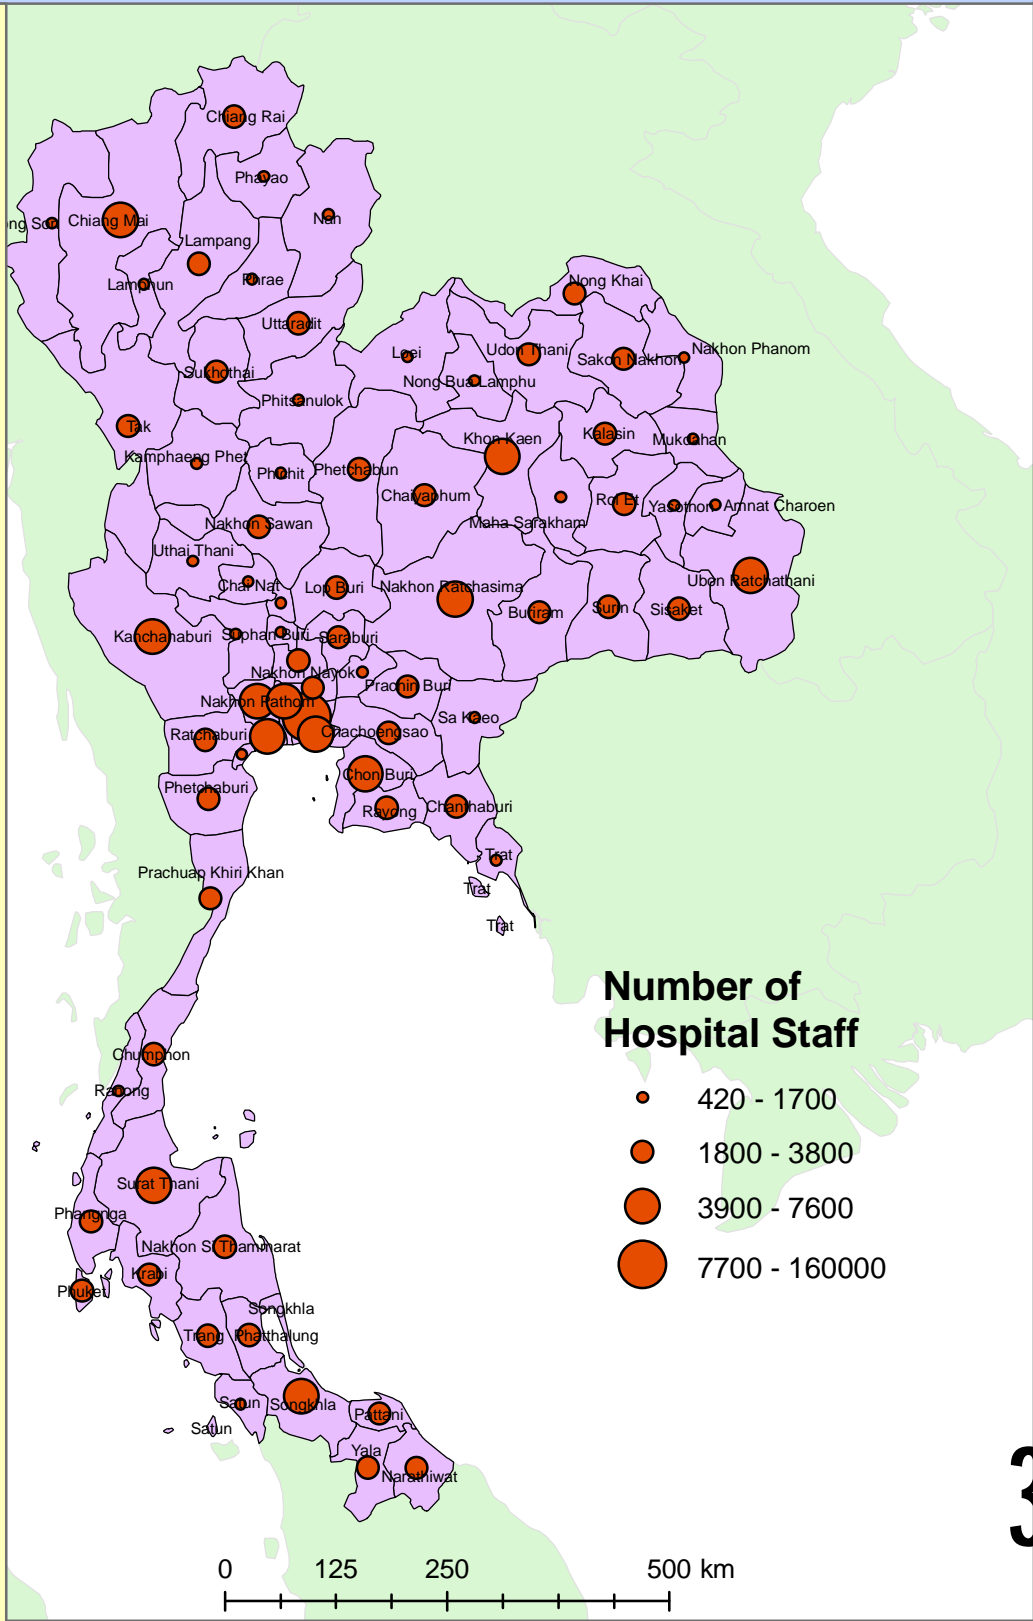 Chiang Rai
Phayao
Nan
ng Son
Chiang Mai
Lampang
Lamphun
Phrae
Nong Khai
Uttaradit
Loei
Udon Thani
Sakon Nakhon
Nakhon Phanom
Sukhothai
Nong Bua Lamphu
Phitsanulok
Tak
Khon Kaen
Kalasin
Mukdahan
Kamphaeng Phet
Phichit
Phetchabun
Chaiyaphum
Roi Et
Yasothon
Amnat Charoen
Nakhon Sawan
Maha Sarakham
Uthai Thani
Chai Nat
Lop Buri
Nakhon Ratchasima
Ubon Ratchathani
Buriram
Surin
Sisaket
Kanchanaburi
Suphan Buri
Saraburi
Nakhon Nayok
Prachin Buri
Nakhon Pathom
Sa Kaeo
Ratchaburi
Chachoengsao
Chon Buri
Phetchaburi
Rayong
Chanthaburi
Trat
Prachuap Khiri Khan
Trat
Trat
Number of
Hospital Staff
Chumphon
Ranong
420 - 1700
1800 - 3800
Surat Thani
3900 - 7600
Phangnga
Nakhon Si Thammarat
7700 - 160000
Krabi
Phuket
Songkhla
Trang
Phatthalung
Satun
Songkhla
Pattani
Satun
Yala
Narathiwat
3
0 125 250 500 km